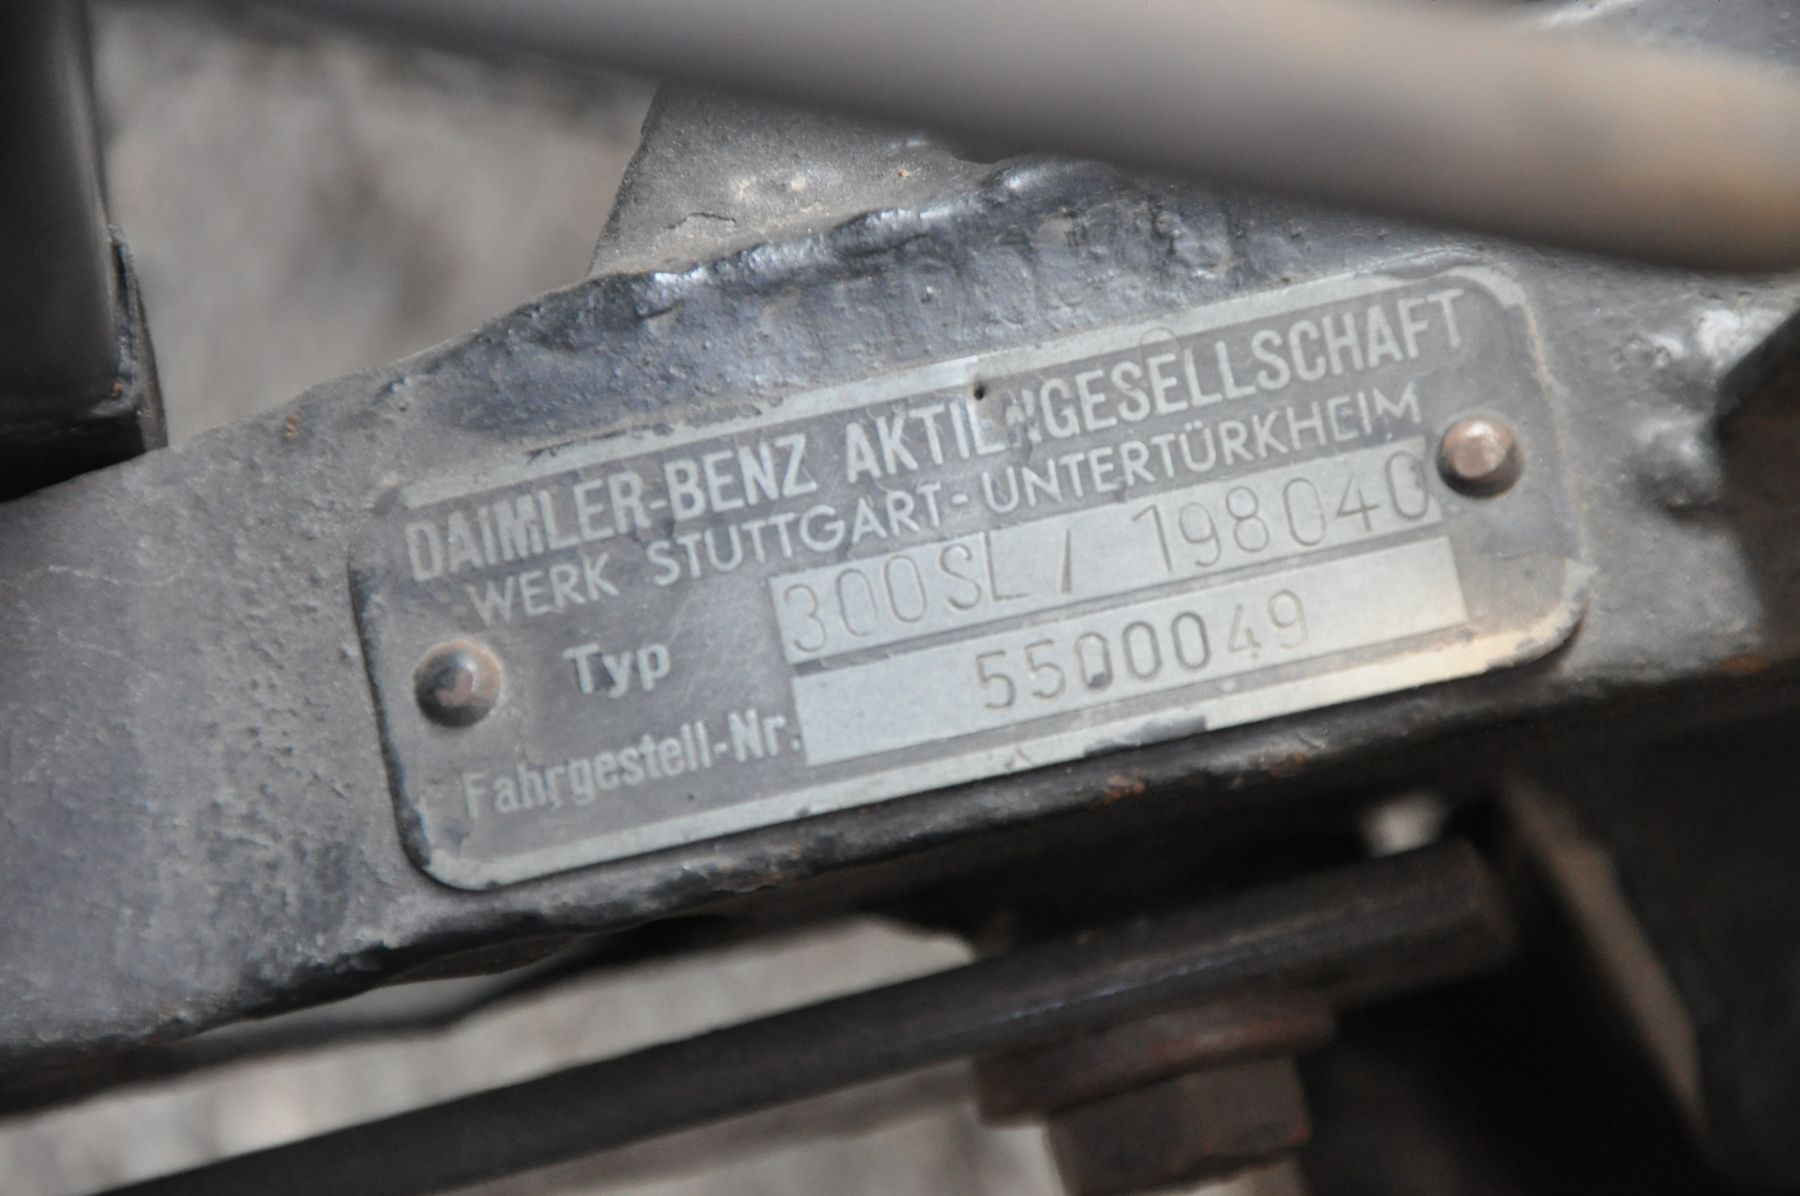 DAIMLER-BENZ AKTIENGESELLSCHAFT
WERK STUTTGART-UNTERTÜRKHEIM
Typ 300SL / 198040
Fahrgestell-Nr. 5500049